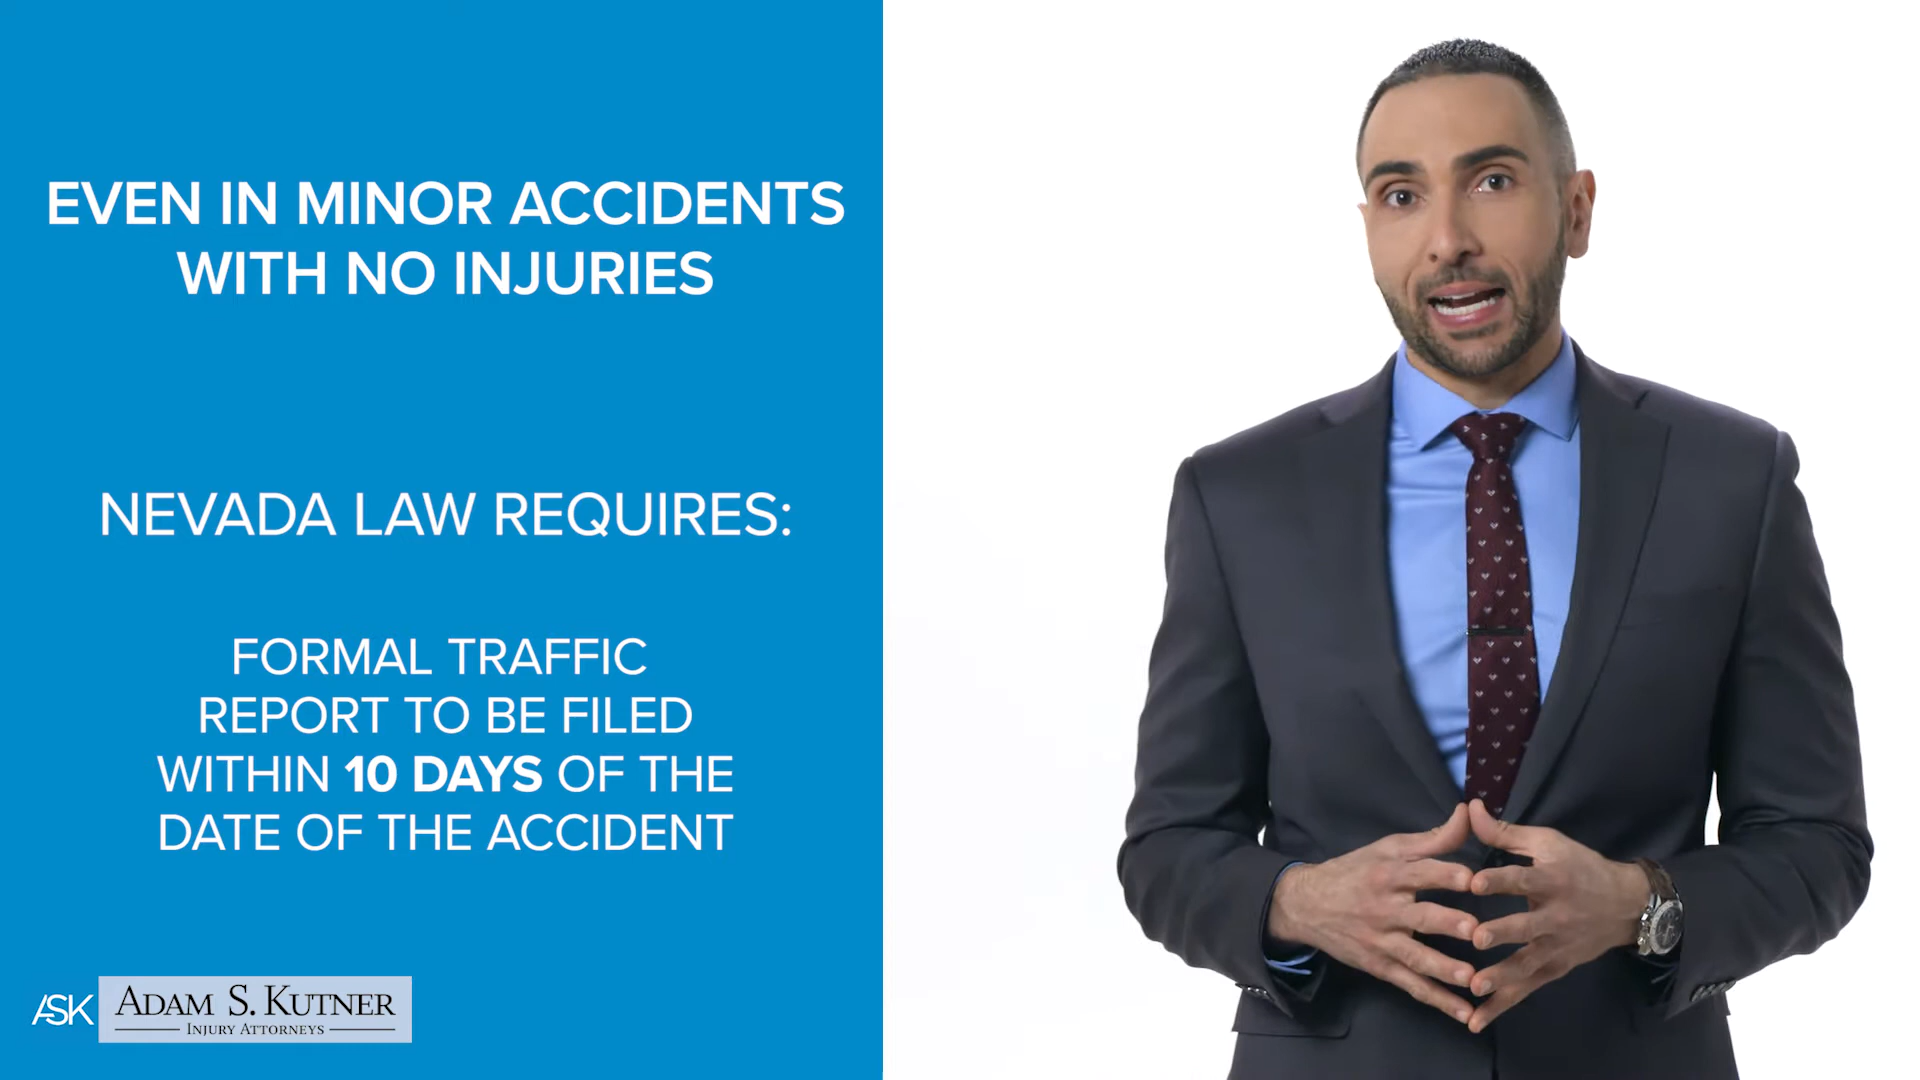 EVEN IN MINOR ACCIDENTS
WITH NO INJURIES
NEVADA LAW REQUIRES:
FORMAL TRAFFIC
REPORT TO BE FILED
WITHIN 10 DAYS OF THE
DATE OF THE ACCIDENT
ASK
ADAM S. KUTNER
INJURY ATTORNEYS